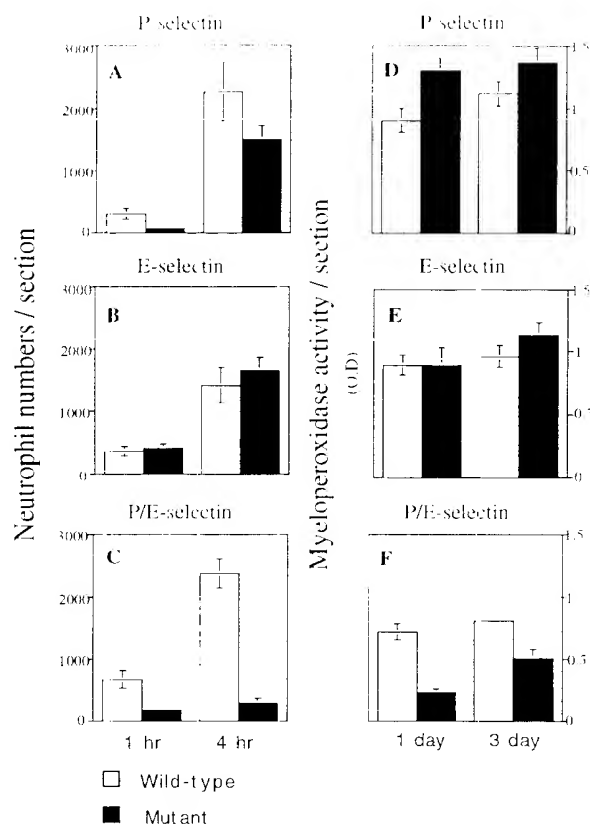 P selectin
P selectin
Neutrophil numbers / section
Myeloperoxidase activity / section
(O.D)
A
3000
2000
1000
0
D
1.5
1
0.5
0
E-selectin
E-selectin
B
3000
2000
1000
0
E
1.5
1
0.5
0
P/E-selectin
P/E-selectin
C
3000
2000
1000
0
F
1.5
1
0.5
0
1 hr
4 hr
1 day
3 day
Wild-type
Mutant